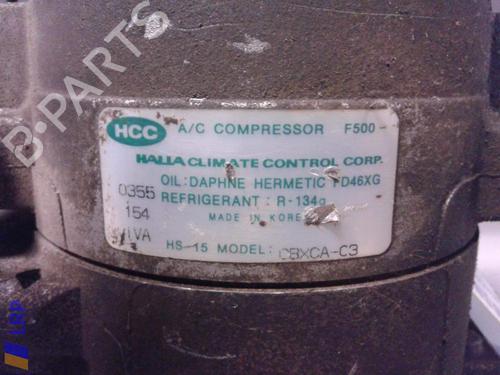 HCC A/C COMPRESSOR F500-
HALLA CLIMATE CONTROL CORP.
OIL: DAPHNE HERMETIC FD46XG
0355 REFRIGERANT : R-134a
154 MADE IN KOREA
HS-15 MODEL: CBXCA-C3
B-PARTS
LRP